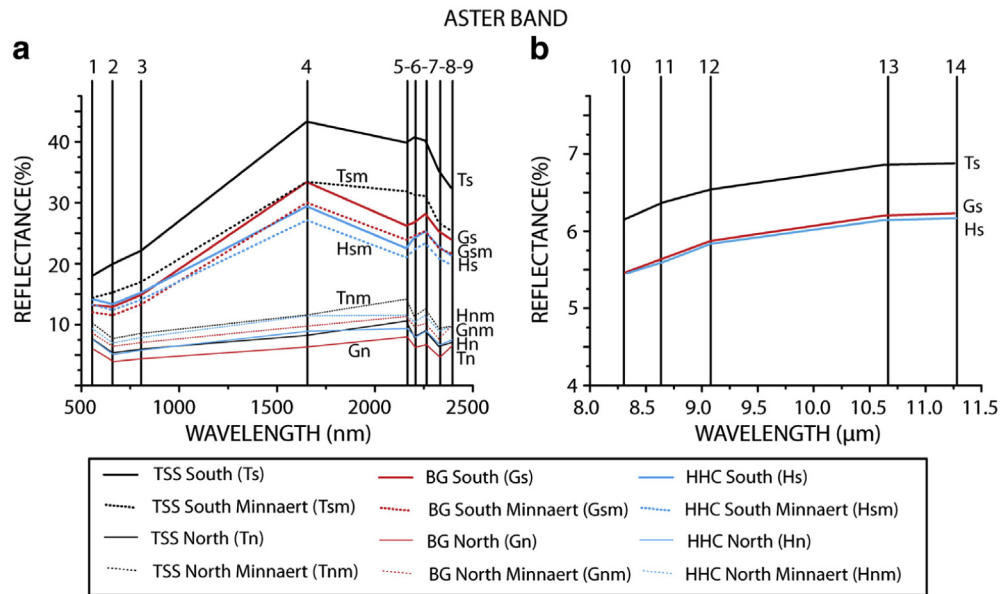 ASTER BAND
a
1 2 3 4 5-6-7-8-9
REFLECTANCE(%)
40
30
20
10
Tsm
Ts
Hsm
Gs
Gsm
Hs
Tnm
Gn
Hnm
Gnm
Hn
Tn
500 1000 1500 2000 2500
WAVELENGTH (nm)
b
10 11 12 13 14
REFLECTANCE(%)
7
6
5
4
Ts
Gs
Hs
8.0 8.5 9.0 9.5 10.0 10.5 11.0 11.5
WAVELENGTH (μm)
TSS South (Ts) BG South (Gs) HHC South (Hs)
TSS South Minnaert (Tsm) BG South Minnaert (Gsm) HHC South Minnaert (Hsm)
TSS North (Tn) BG North (Gn) HHC North (Hn)
TSS North Minnaert (Tnm) BG North Minnaert (Gnm) HHC North Minnaert (Hnm)